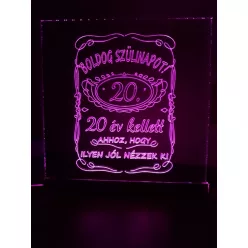 BOLDOG SZÜLINAPOT!
20.
20 év kellett
AHHOZ, HOGY
ILYEN JÓL NÉZZEK KI